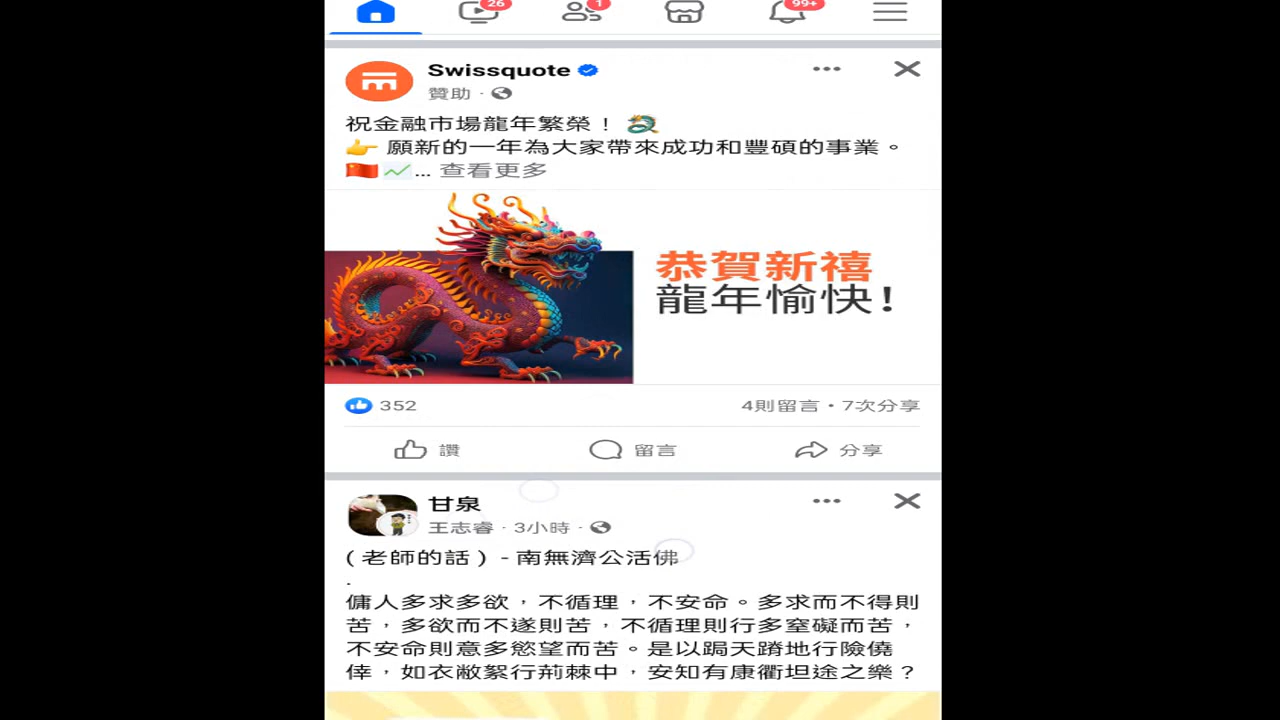 26
1
99+
Swissquote
贊助 ·
祝金融市場龍年繁榮！
願新的一年為大家帶來成功和豐碩的事業。
... 查看更多
恭賀新禧
龍年愉快!
352
4則留言 · 7次分享
讚
留言
分享
甘泉
王志睿 · 3小時 ·
( 老師的話 ) - 南無濟公活佛
.
傭人多求多欲，不循理，不安命。多求而不得則
苦，多欲而不遂則苦，不循理則行多窒礙而苦，
不安命則意多慾望而苦。是以跼天蹐地行險僥
倖，如衣敝絮行荊棘中，安知有康衢坦途之樂？